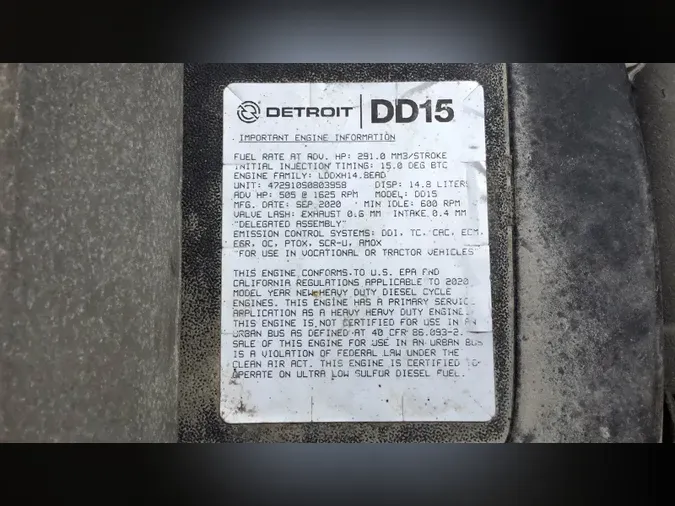 DETROIT DD15
IMPORTANT ENGINE INFORMATION
FUEL RATE AT ADV. HP: 291.0 MM3/STROKE
INITIAL INJECTION TIMING: 15.0 DEG BTC
ENGINE FAMILY: LDDXH14.8EAD
UNIT: 472910S0803958 DISP: 14.8 LITERS
ADV HP: 505 @ 1625 RPM MODEL: DD15
MFG. DATE: SEP 2020 MIN IDLE: 600 RPM
VALVE LASH: EXHAUST 0.6 MM INTAKE 0.4 MM
"DELEGATED ASSEMBLY"
EMISSION CONTROL SYSTEMS: DDI, TC, CAC, ECM,
EGR, OC, PTOX, SCR-U, AMOX
"FOR USE IN VOCATIONAL OR TRACTOR VEHICLES"
THIS ENGINE CONFORMS TO U.S. EPA AND
CALIFORNIA REGULATIONS APPLICABLE TO 2020
MODEL YEAR NEW HEAVY DUTY DIESEL CYCLE
ENGINES. THIS ENGINE HAS A PRIMARY SERVICE
APPLICATION AS A HEAVY HEAVY DUTY ENGINE.
THIS ENGINE IS NOT CERTIFIED FOR USE IN AN
URBAN BUS AS DEFINED AT 40 CFR 86.093-2.
SALE OF THIS ENGINE FOR USE IN AN URBAN BUS
IS A VIOLATION OF FEDERAL LAW UNDER THE
CLEAN AIR ACT. THIS ENGINE IS CERTIFIED TO
OPERATE ON ULTRA LOW SULFUR DIESEL FUEL.